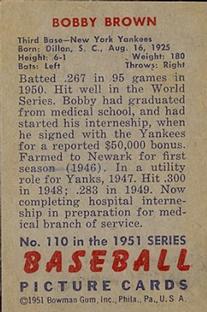 BOBBY BROWN
Third Base—New York Yankees
Born: Dillon, S. C., Aug. 16, 1925
Height: 6-1 Weight: 180
Bats: Left Throws: Right
Batted .267 in 95 games in
1950. Hit well in the World
Series. Bobby had graduated
from medical school, and had
started his internship, when
he signed with the Yankees
for a reported $50,000 bonus.
Farmed to Newark for first
season (1946). In a utility
role for Yanks, 1947. Hit .300
in 1948; .283 in 1949. Now
completing hospital interne-
ship in preparation for med-
ical branch of service.
No. 110 in the 1951 SERIES
BASEBALL
PICTURE CARDS
©1951 Bowman Gum, Inc., Phila., Pa., U. S. A.